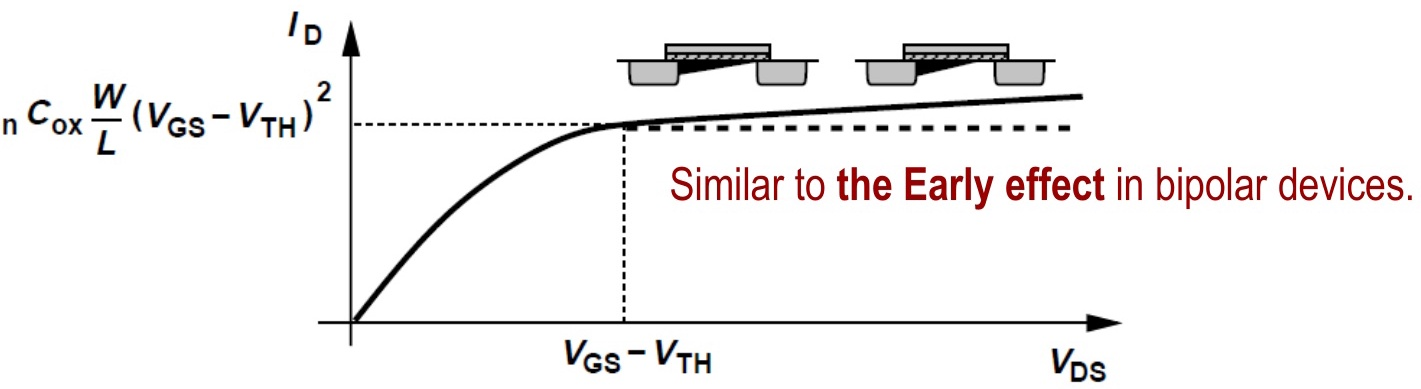 I_D
n C_ox W/L (V_GS – V_TH)^2
Similar to the Early effect in bipolar devices.
V_GS – V_TH
V_DS